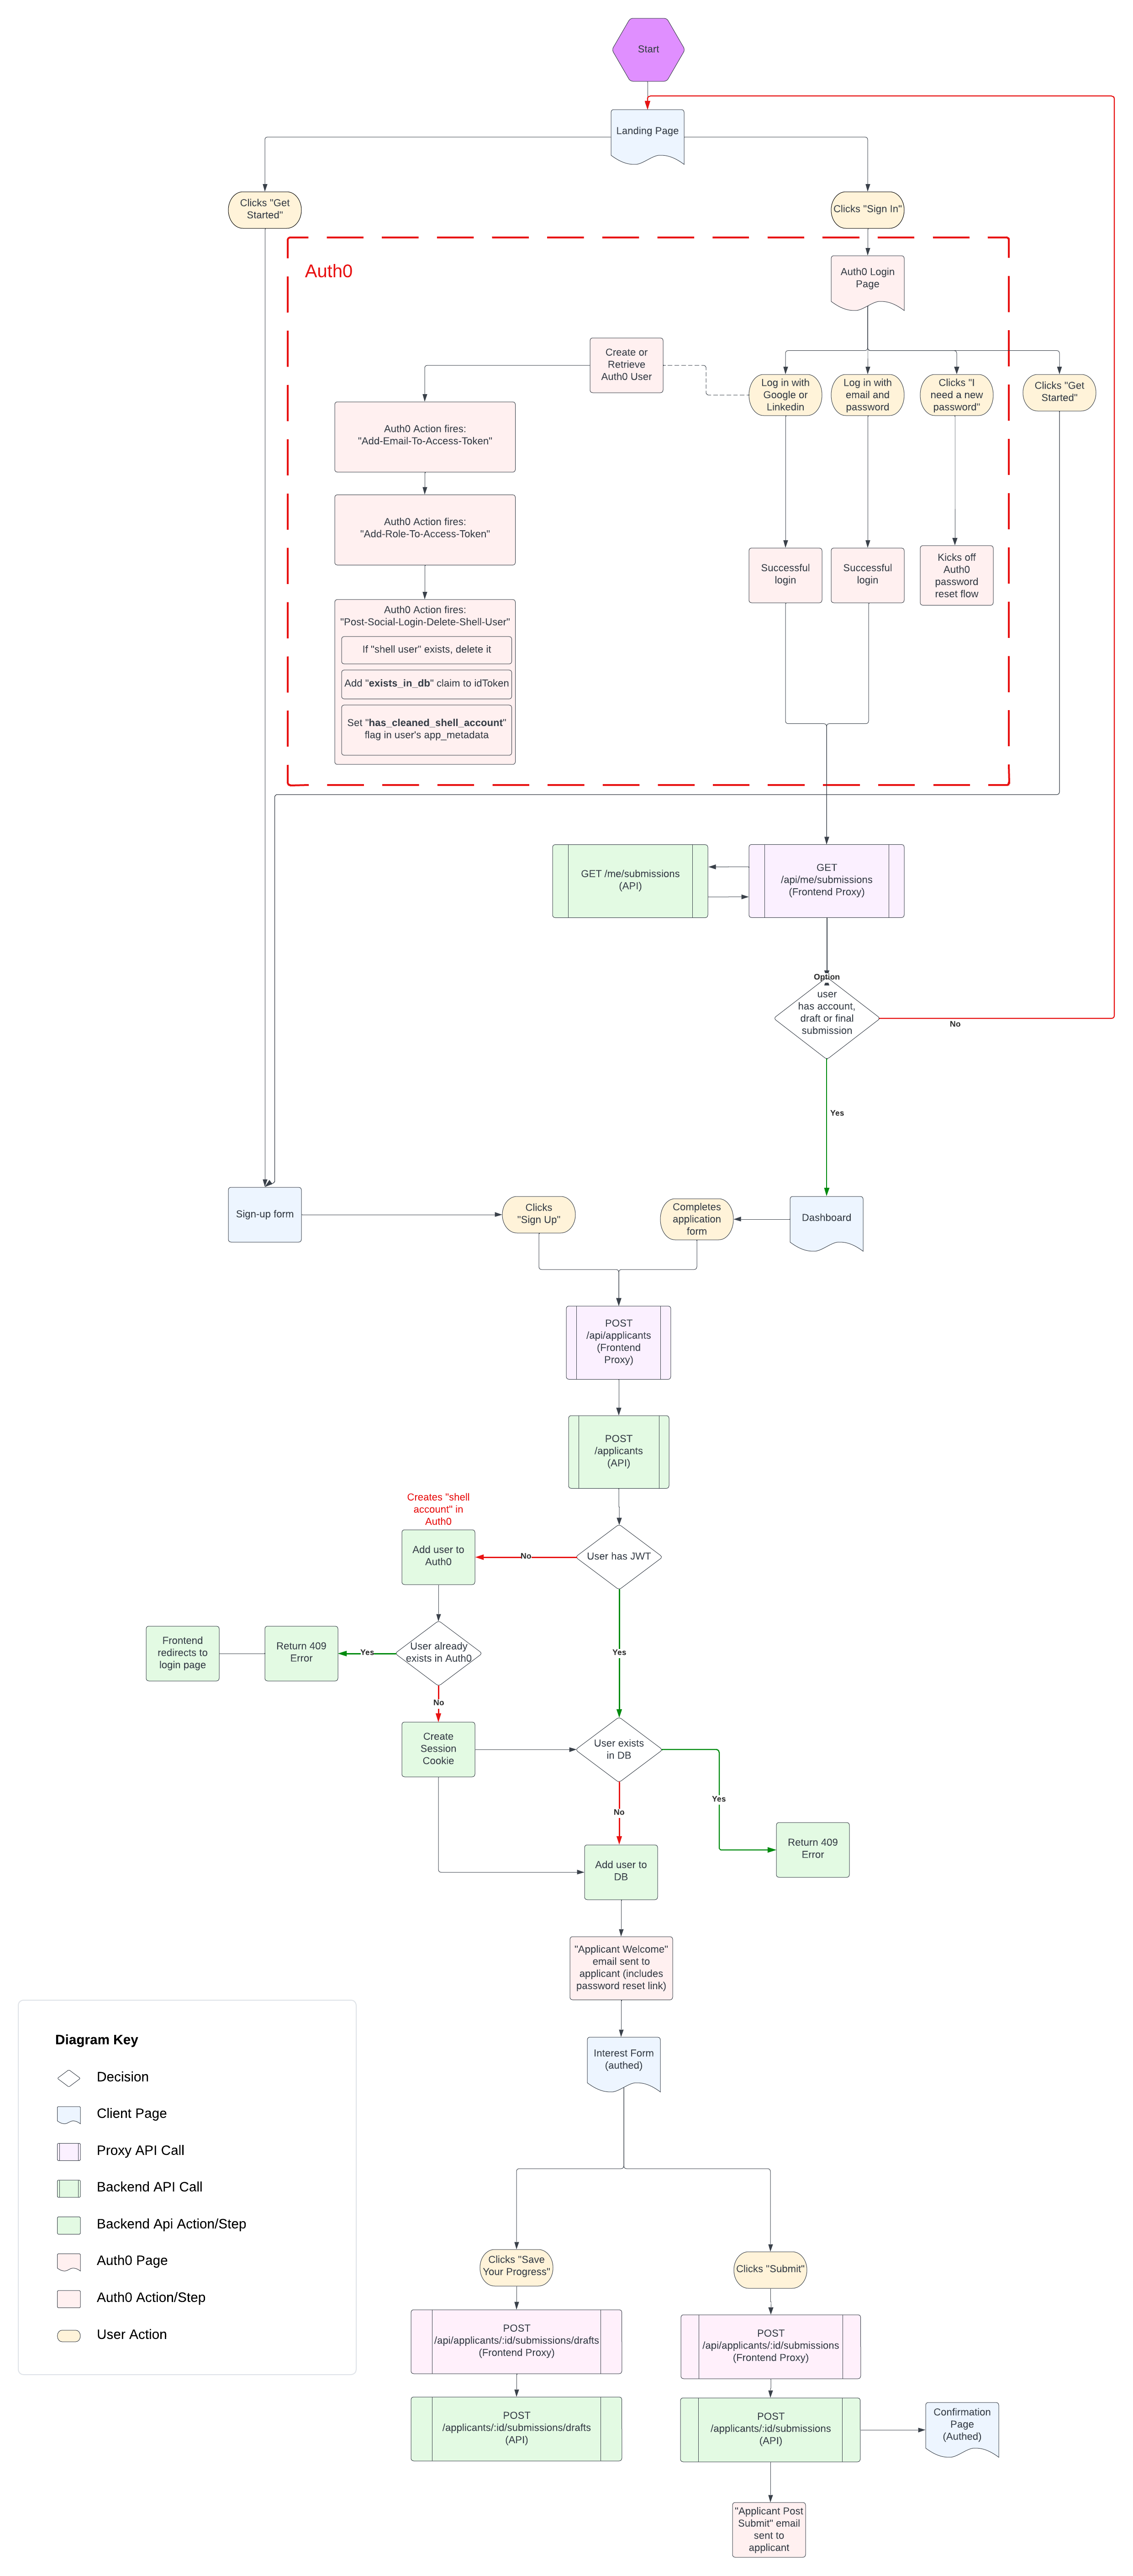 Start
Landing Page
Clicks "Get
Started"
Clicks "Sign In"
Auth0
Auth0 Login
Page
Create or
Retrieve
Auth0 User
Log in with
Google or
Linkedin
Log in with
email and
password
Clicks "I
need a new
password"
Clicks "Get
Started"
Auth0 Action fires:
"Add-Email-To-Access-Token"
Auth0 Action fires:
"Add-Role-To-Access-Token"
Successful
login
Successful
login
Kicks off
Auth0
password
reset flow
Auth0 Action fires:
"Post-Social-Login-Delete-Shell-User"
If "shell user" exists, delete it
Add "exists_in_db" claim to idToken
Set "has_cleaned_shell_account"
flag in user's app_metadata
GET /me/submissions
(API)
GET
/api/me/submissions
(Frontend Proxy)
Option
user
has account,
draft or final
submission
No
Yes
Sign-up form
Clicks
"Sign Up"
Completes
application
form
Dashboard
POST
/api/applicants
(Frontend
Proxy)
POST
/applicants
(API)
Creates "shell
account" in
Auth0
Add user to
Auth0
No
User has JWT
Frontend
redirects to
login page
Return 409
Error
Yes
User already
exists in Auth0
Yes
No
Create
Session
Cookie
User exists
in DB
Yes
No
Return 409
Error
Add user to
DB
"Applicant Welcome"
email sent to
applicant (includes
password reset link)
Interest Form
(authed)
Diagram Key
Decision
Client Page
Proxy API Call
Backend API Call
Backend Api Action/Step
Auth0 Page
Auth0 Action/Step
User Action
Clicks "Save
Your Progress"
Clicks "Submit"
POST
/api/applicants/:id/submissions/drafts
(Frontend Proxy)
POST
/api/applicants/:id/submissions
(Frontend Proxy)
POST
/applicants/:id/submissions/drafts
(API)
POST
/applicants/:id/submissions
(API)
Confirmation
Page
(Authed)
"Applicant Post
Submit" email
sent to
applicant